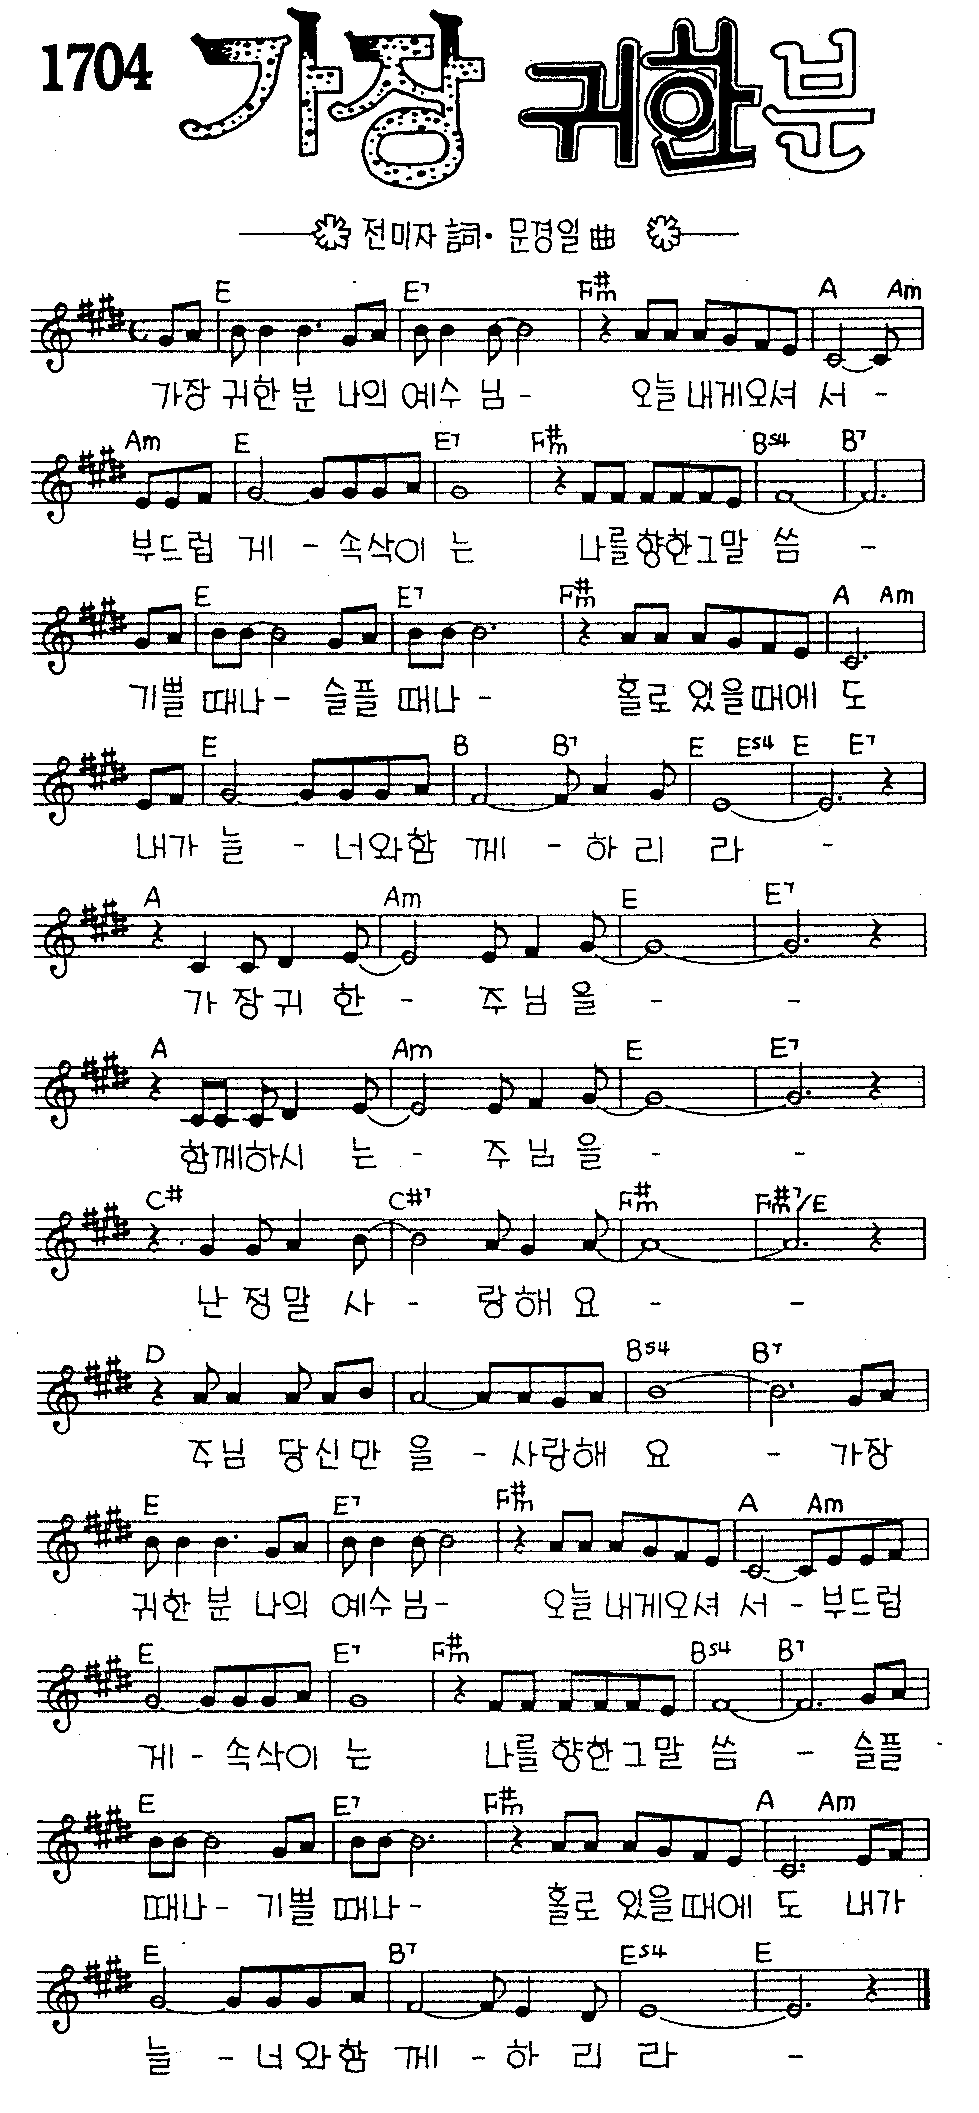 1704 가장 귀한 분
전미자 詞·문경일 曲
E E7 F#m A Am
가장 귀한 분 나의 예수 님 - 오늘 내게오셔 서 -
Am E E7 F#m Bs4 B7
부드럽 게 - 속삭이 는 나를향한그말 씀 -
E E7 F#m A Am
기쁠 때나 - 슬플 때나 - 홀로 있을때에 도
E B B7 E Es4 E E7
내가 늘 - 너와함 께 - 하 리 라 -
A Am E E7
가 장귀 한 - 주 님 을 - -
A Am E E7
함께하시 는 - 주 님 을 - -
C# C#7 F#m F#m7/E
난 정말 사 - 랑해 요 - -
D Bs4 B7
주님 당신만 을 - 사랑해 요 - 가장
E E7 F#m A Am
귀한 분 나의 예수님 - 오늘 내게오셔 서 - 부드럽
E E7 F#m Bs4 B7
게 - 속삭이 는 나를 향한그말 씀 - 슬플
E E7 F#m A Am
때나 - 기쁠 때나 - 홀로 있을때에 도 내가
E B7 Es4 E
늘 - 너 와함 께 - 하 리 라 -